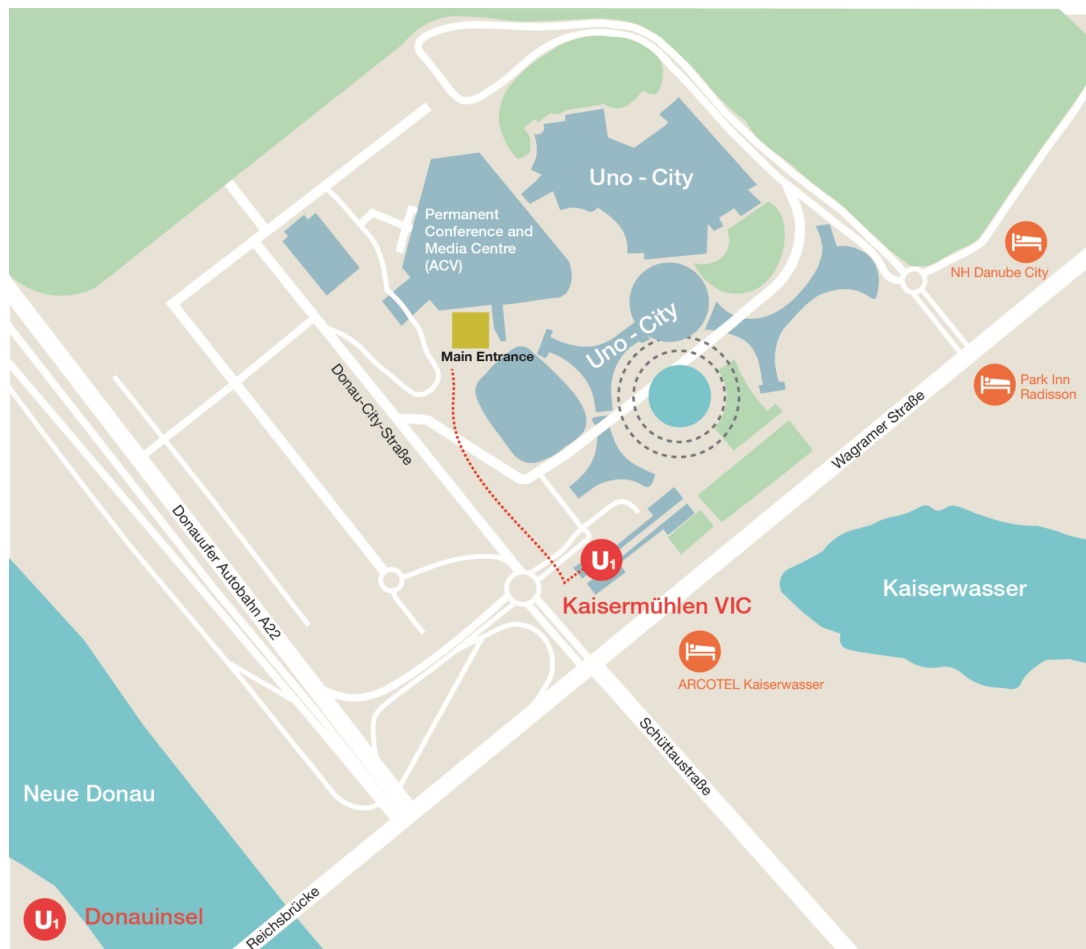 Uno - City
Permanent
Conference and
Media Centre
(ACV)
NH Danube City
Uno - City
Main Entrance
Park Inn
Radisson
Donau-City-Straße
Wagramer Straße
Donauufer Autobahn A22
U1
Kaisermühlen VIC
Kaiserwasser
ARCOTEL Kaiserwasser
Schüttaustraße
Neue Donau
U1
Donauinsel
Reichsbrücke